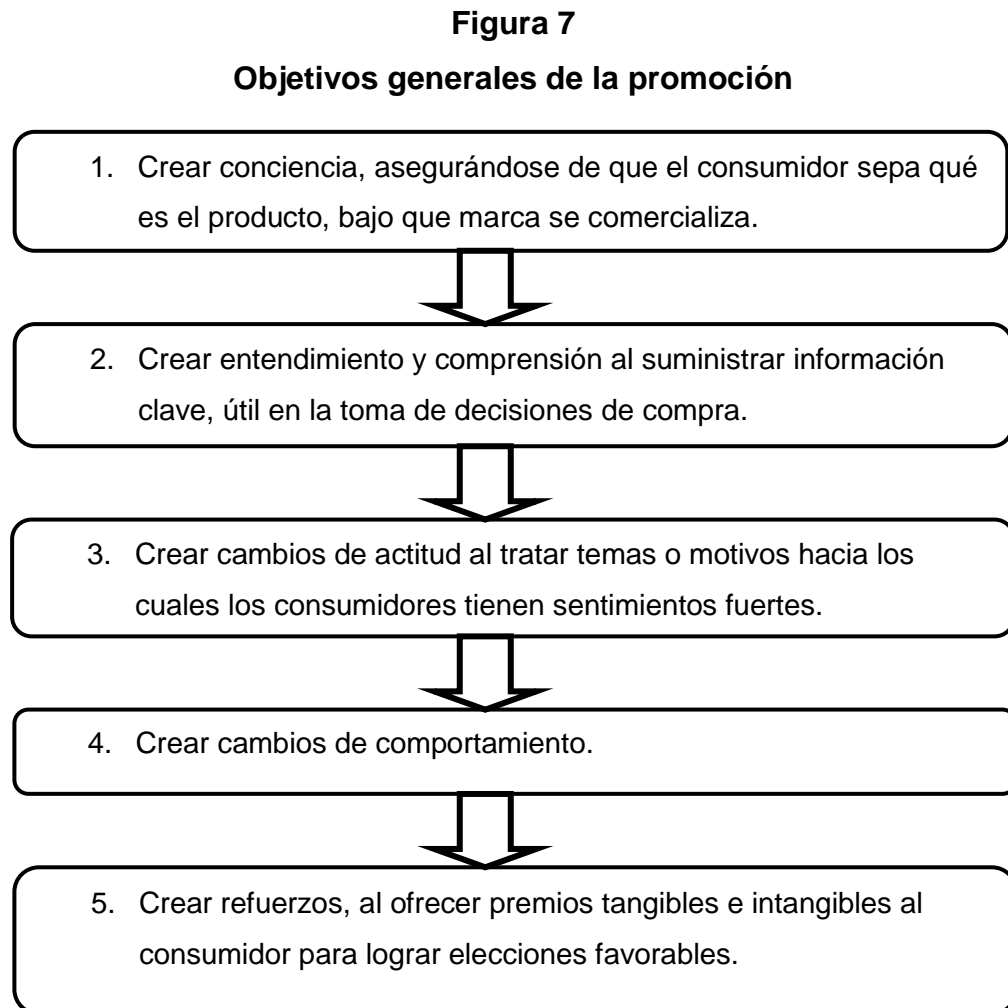 Figura 7
Objetivos generales de la promoción
1. Crear conciencia, asegurándose de que el consumidor sepa qué
es el producto, bajo que marca se comercializa.
2. Crear entendimiento y comprensión al suministrar información
clave, útil en la toma de decisiones de compra.
3. Crear cambios de actitud al tratar temas o motivos hacia los
cuales los consumidores tienen sentimientos fuertes.
4. Crear cambios de comportamiento.
5. Crear refuerzos, al ofrecer premios tangibles e intangibles al
consumidor para lograr elecciones favorables.